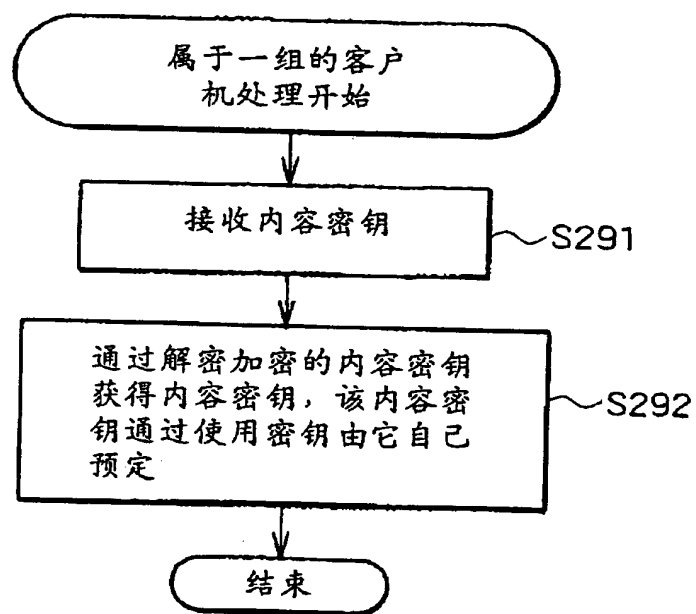 属于一组的客户
机处理开始
接收内容密钥
S291
通过解密加密的内容密钥
获得内容密钥，该内容密
钥通过使用密钥由它自己
预定
S292
结束